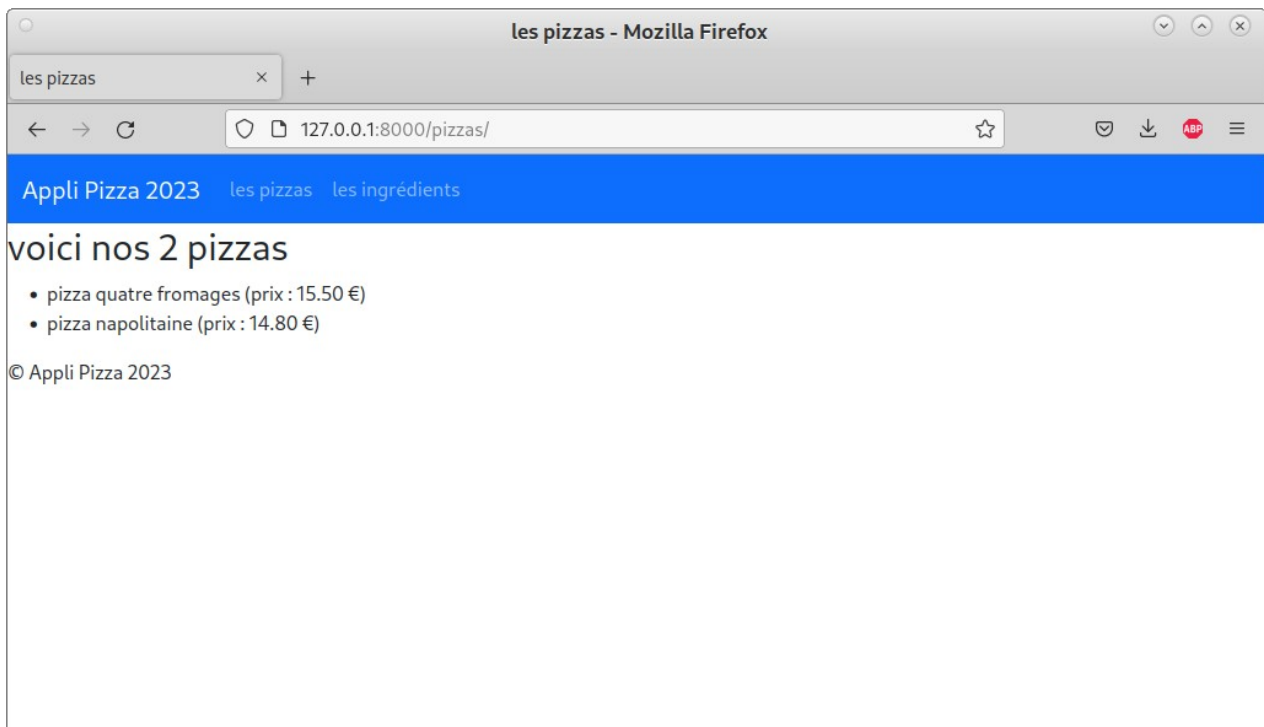 les pizzas - Mozilla Firefox
les pizzas
127.0.0.1:8000/pizzas/
ABP
Appli Pizza 2023 les pizzas les ingrédients
voici nos 2 pizzas
• pizza quatre fromages (prix : 15.50 €)
• pizza napolitaine (prix : 14.80 €)
© Appli Pizza 2023